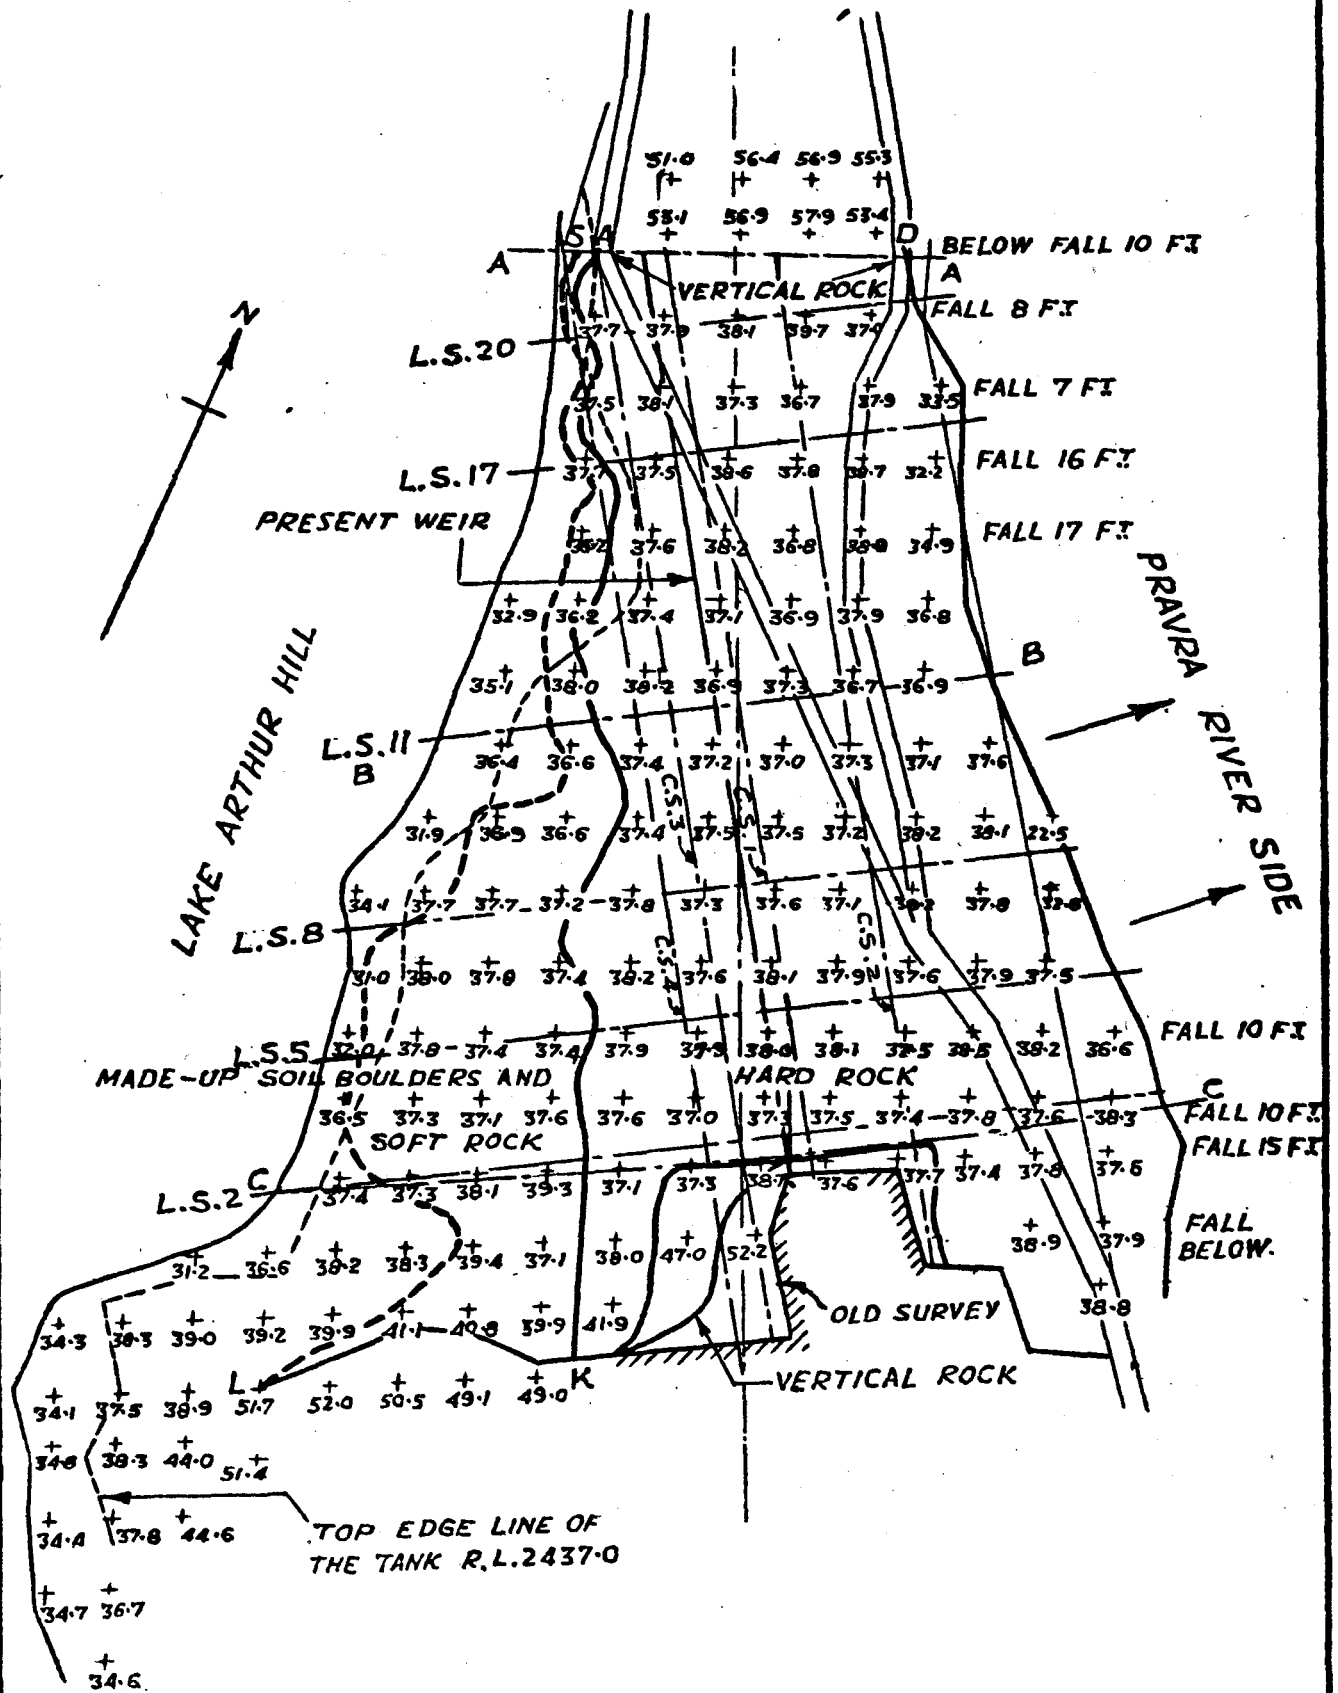 51.0 56.4 56.9 55.3
53.1 56.9 57.9 53.4
S A D BELOW FALL 10 FT
A A
VERTICAL ROCK
N FALL 8 FT
37.7 37.9 38.1 39.7
L.S.20
FALL 7 FT
37.5 38.1 37.3 36.7 37.9 33.5
L.S.17 37.7 37.5 38.6 37.8 38.7 32.2 FALL 16 FT
PRESENT WEIR
FALL 17 FT
37.6 38.2 36.8 38.8 34.9
PRAVRA RIVER SIDE
32.9 36.2 37.4 37.1 36.9 37.9 36.8
LAKE ARTHUR HILL
B
35.1 38.0 38.2 36.9 37.3 36.7 36.9
L.S.11
B
36.4 36.6 37.4 37.2 37.0 37.3 37.1 37.6
C.S.3 C.S.1
31.9 36.9 36.6 37.4 37.5 37.5 37.2 38.2 38.1 22.5
34.1 37.7 37.7 37.2 37.8 37.3 37.6 37.1 38.2 37.8 32.8
L.S.8
C.S.4 C.S.2
31.0 38.0 37.8 37.4 38.2 37.6 38.1 37.9 37.6 37.9 37.5
FALL 10 FT
L.S.5 37.0 37.8 37.4 37.4 37.9 37.9 38.0 38.1 37.5 38.5 38.2 36.6
MADE-UP SOIL BOULDERS AND HARD ROCK
C
36.5 37.3 37.1 37.6 37.6 37.0 37.3 37.5 37.4 37.8 37.6 38.3 FALL 10 FT
SOFT ROCK FALL 15 FT
C
L.S.2 37.4 37.3 38.1 39.3 37.1 37.3 37.6 37.7 37.4 37.8 37.6
FALL
BELOW.
31.2 36.6 38.2 38.3 39.4 37.1 38.0 47.0 52.2 38.9 37.9
OLD SURVEY 38.8
34.3 38.3 39.0 39.2 39.9 41.1 40.8 39.9 41.9
L K VERTICAL ROCK
34.1 37.5 38.9 51.7 52.0 50.5 49.1 49.0
34.8 38.3 44.0 51.4
34.4 37.8 44.6
TOP EDGE LINE OF
THE TANK R.L.2437.0
34.7 36.7
34.6